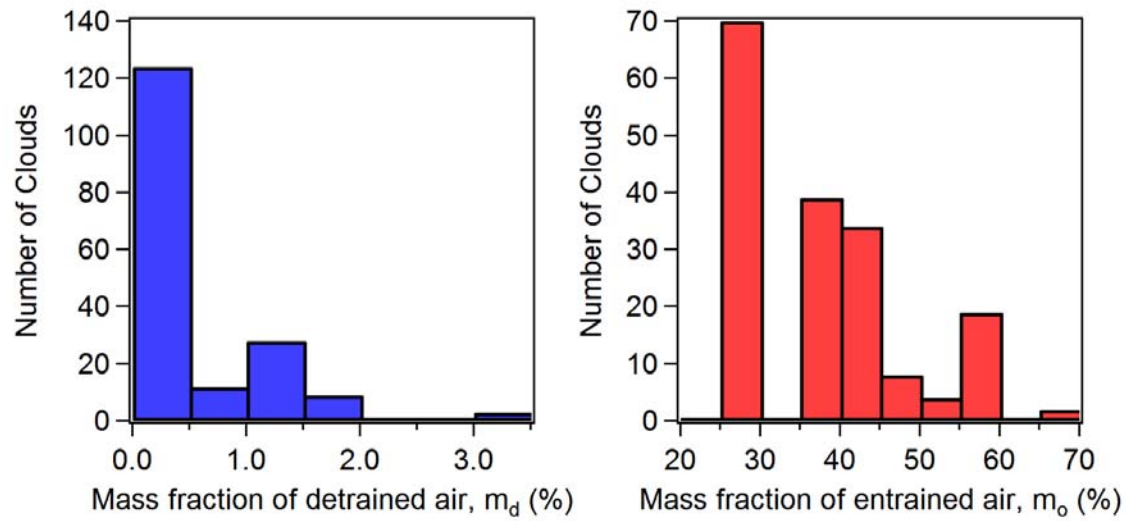 140
120
100
80
60
40
20
0
Number of Clouds
0.0 1.0 2.0 3.0
Mass fraction of detrained air, m_d (%)
70
60
50
40
30
20
10
0
Number of Clouds
20 30 40 50 60 70
Mass fraction of entrained air, m_o (%)